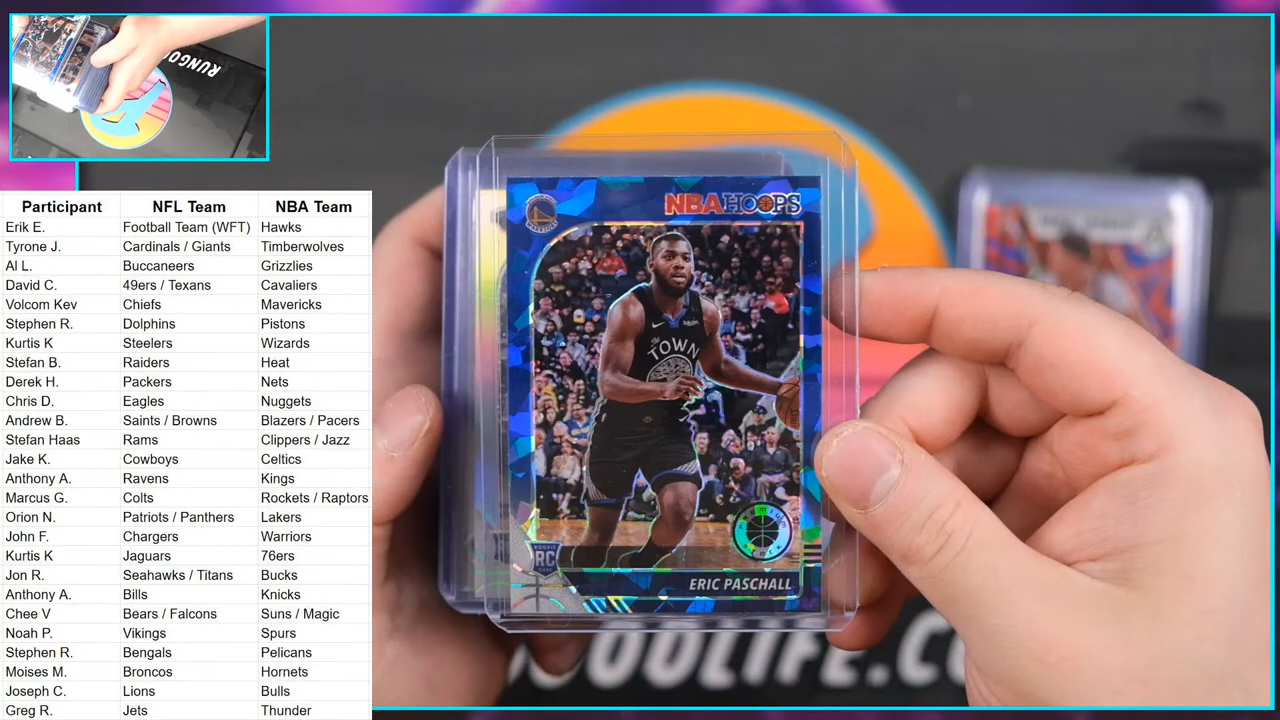 RUNGOO
Participant NFL Team NBA Team
Erik E. Football Team (WFT) Hawks
Tyrone J. Cardinals / Giants Timberwolves
Al L. Buccaneers Grizzlies
David C. 49ers / Texans Cavaliers
Volcom Kev Chiefs Mavericks
Stephen R. Dolphins Pistons
Kurtis K Steelers Wizards
Stefan B. Raiders Heat
Derek H. Packers Nets
Chris D. Eagles Nuggets
Andrew B. Saints / Browns Blazers / Pacers
Stefan Haas Rams Clippers / Jazz
Jake K. Cowboys Celtics
Anthony A. Ravens Kings
Marcus G. Colts Rockets / Raptors
Orion N. Patriots / Panthers Lakers
John F. Chargers Warriors
Kurtis K Jaguars 76ers
Jon R. Seahawks / Titans Bucks
Anthony A. Bills Knicks
Chee V Bears / Falcons Suns / Magic
Noah P. Vikings Spurs
Stephen R. Bengals Pelicans
Moises M. Broncos Hornets
Joseph C. Lions Bulls
Greg R. Jets Thunder
NBA HOOPS
WARRIORS
THE TOWN
ROOKIE
RC
ERIC PASCHALL
GOOLIFE.C